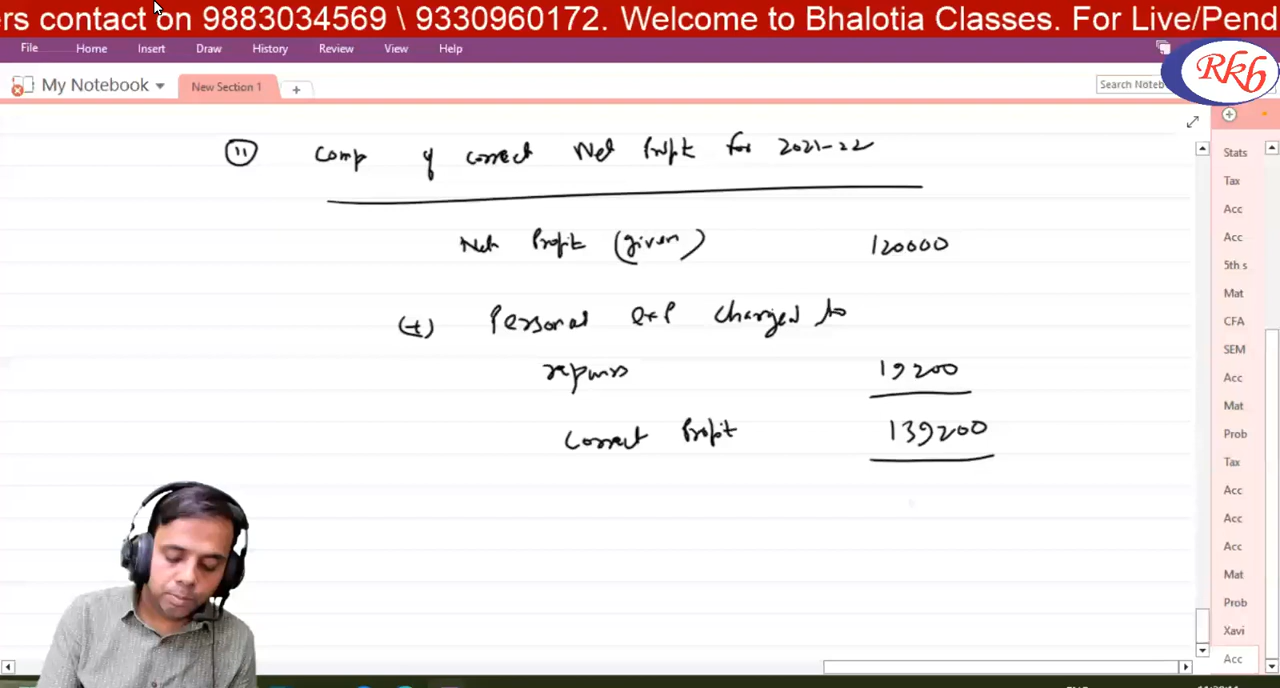 ers contact on 9883034569 \ 9330960172. Welcome to Bhalotia Classes. For Live/Pend
File Home Insert Draw History Review View Help
Rkb
My Notebook New Section 1 + Search Noteb
11 Comp of correct Net Profit for 2021-22
Net Profit (given) 120000
(+) Personal exp charged to
repairs 19200
Correct Profit 139200
Stats
Tax
Acc
Acc
5th s
Mat
CFA
SEM
Acc
Mat
Prob
Tax
Acc
Acc
Acc
Mat
Prob
Xavi
Acc